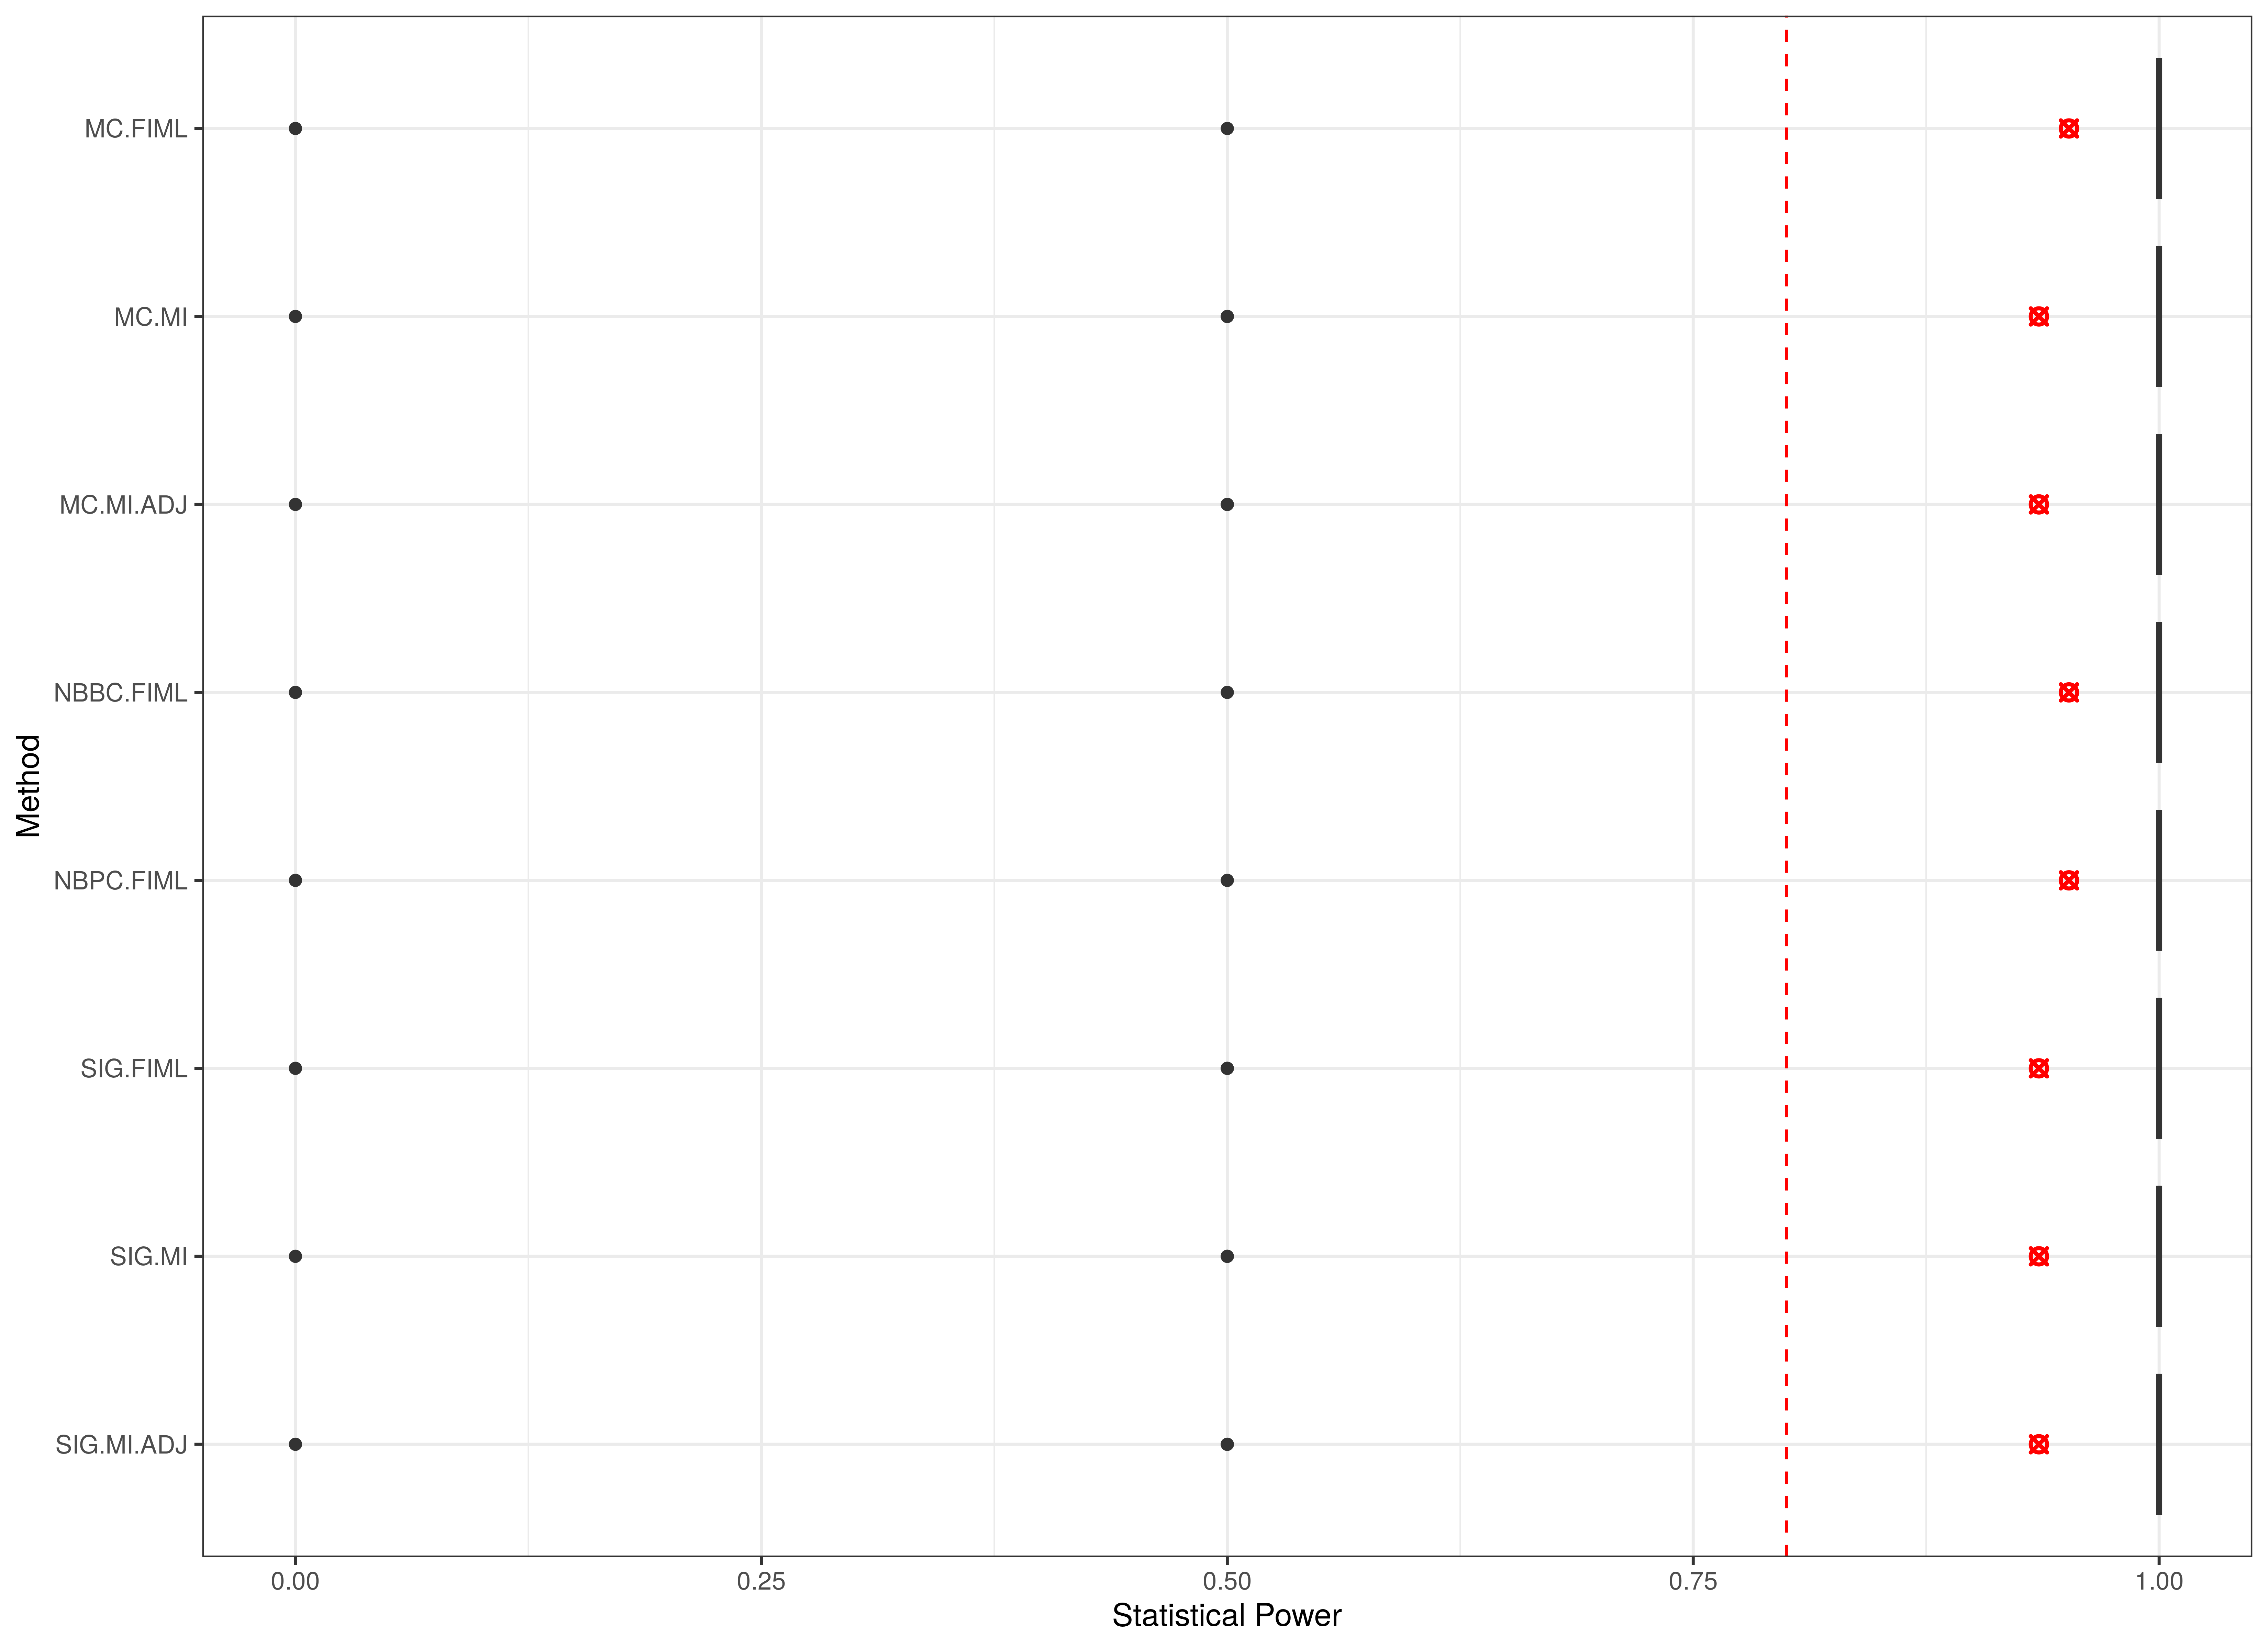 Method
MC.FIML
MC.MI
MC.MI.ADJ
NBBC.FIML
NBPC.FIML
SIG.FIML
SIG.MI
SIG.MI.ADJ
0.00 0.25 0.50 0.75 1.00
Statistical Power